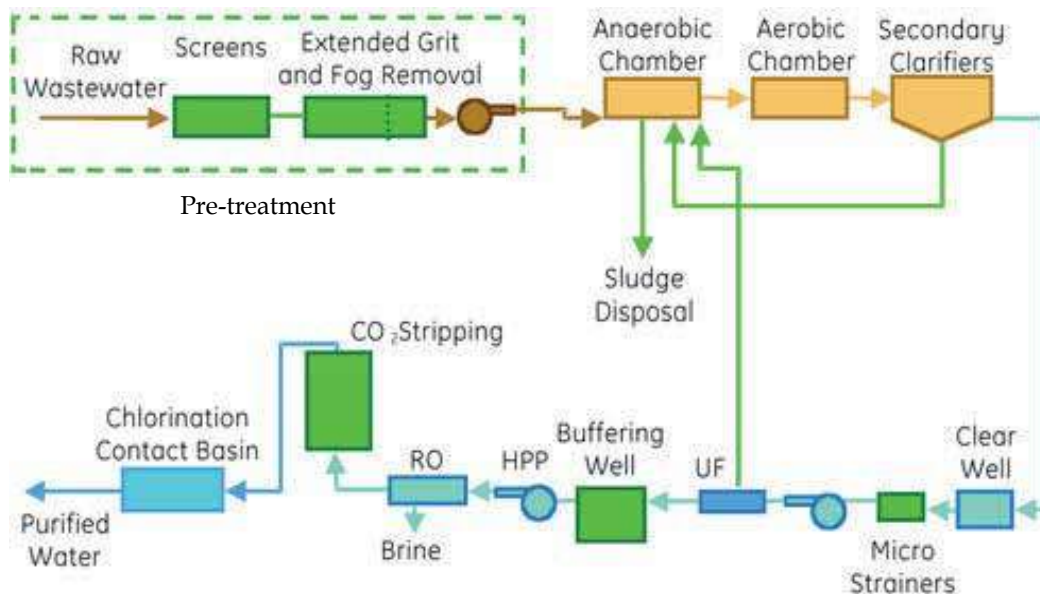 Raw
Wastewater
Screens
Extended Grit
and Fog Removal
Anaerobic
Chamber
Aerobic
Chamber
Secondary
Clarifiers
Pre-treatment
Sludge
Disposal
CO 2Stripping
Chlorination
Contact Basin
RO
HPP
Buffering
Well
UF
Clear
Well
Purified
Water
Brine
Micro
Strainers